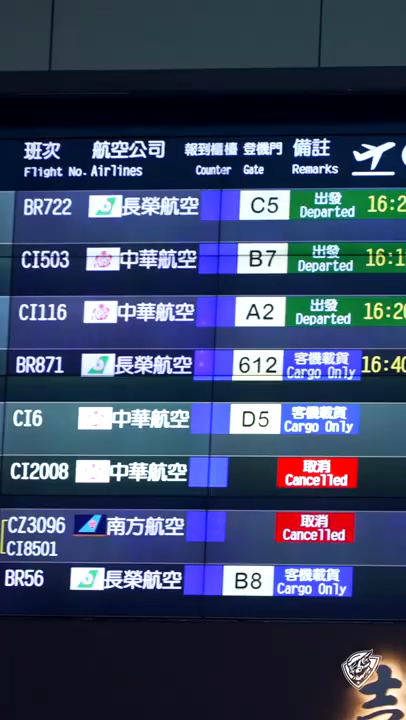 班次 航空公司 報到櫃檯 登機門 備註
Flight No. Airlines Counter Gate Remarks
BR722 長榮航空 C5 出發 Departed 16:2
CI503 中華航空 B7 出發 Departed 16:1
CI116 中華航空 A2 出發 Departed 16:20
BR871 長榮航空 612 客機載貨 Cargo Only 16:40
CI6 中華航空 D5 客機載貨 Cargo Only
CI2008 中華航空 取消 Cancelled
CZ3096 南方航空 取消 Cancelled
CI8501
BR56 長榮航空 B8 客機載貨 Cargo Only